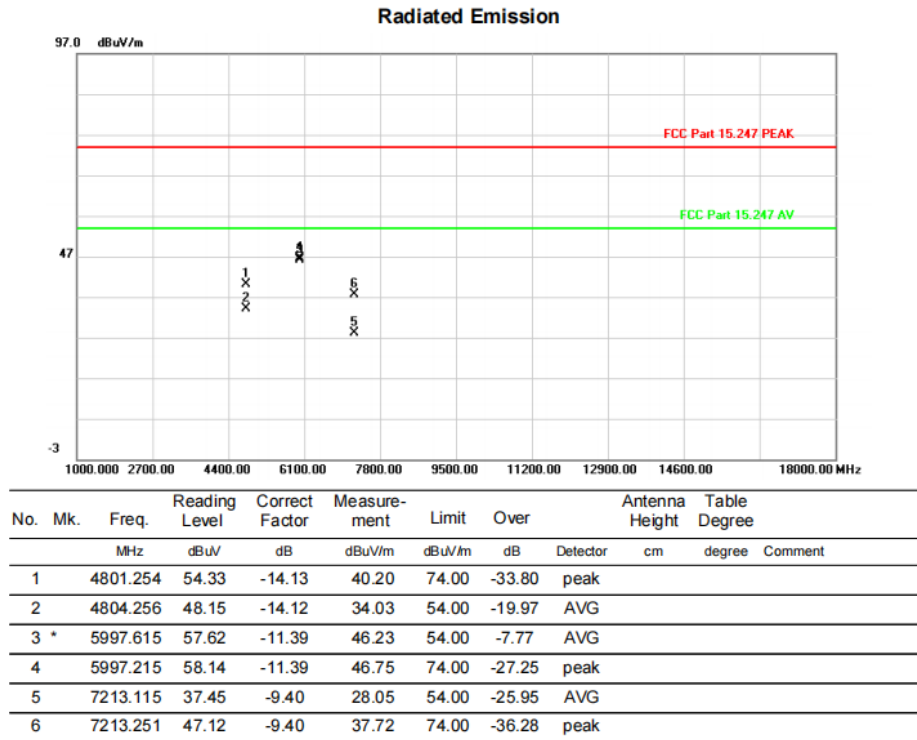 Radiated Emission
97.0 dBuV/m
FCC Part 15.247 PEAK
FCC Part 15.247 AV
47
4
1
6
2
5
-3
1000.000 2700.00 4400.00 6100.00 7800.00 9500.00 11200.00 12900.00 14600.00 18000.00 MHz
No. Mk. Freq. Reading Level Correct Factor Measure-ment Limit Over Antenna Height Table Degree
MHz dBuV dB dBuV/m dBuV/m dB Detector cm degree Comment
1 4801.254 54.33 -14.13 40.20 74.00 -33.80 peak
2 4804.256 48.15 -14.12 34.03 54.00 -19.97 AVG
3 * 5997.615 57.62 -11.39 46.23 54.00 -7.77 AVG
4 5997.215 58.14 -11.39 46.75 74.00 -27.25 peak
5 7213.115 37.45 -9.40 28.05 54.00 -25.95 AVG
6 7213.251 47.12 -9.40 37.72 74.00 -36.28 peak